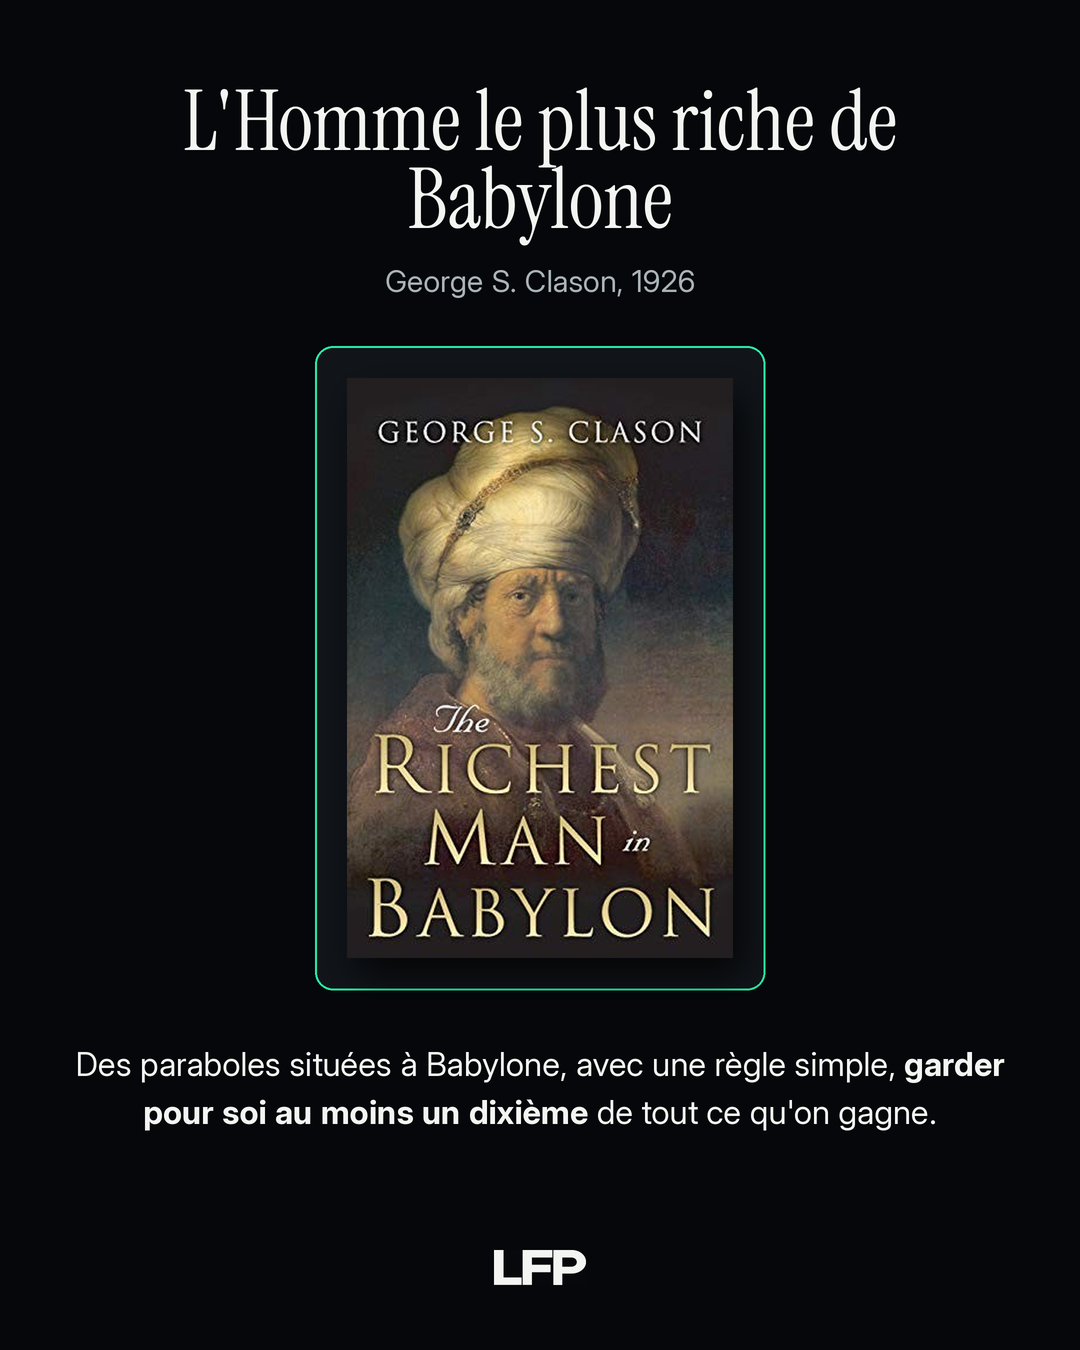 L'Homme le plus riche de
Babylone
George S. Clason, 1926
GEORGE S. CLASON
The
RICHEST
MAN in
BABYLON
Des paraboles situées à Babylone, avec une règle simple, garder
pour soi au moins un dixième de tout ce qu'on gagne.
LFP